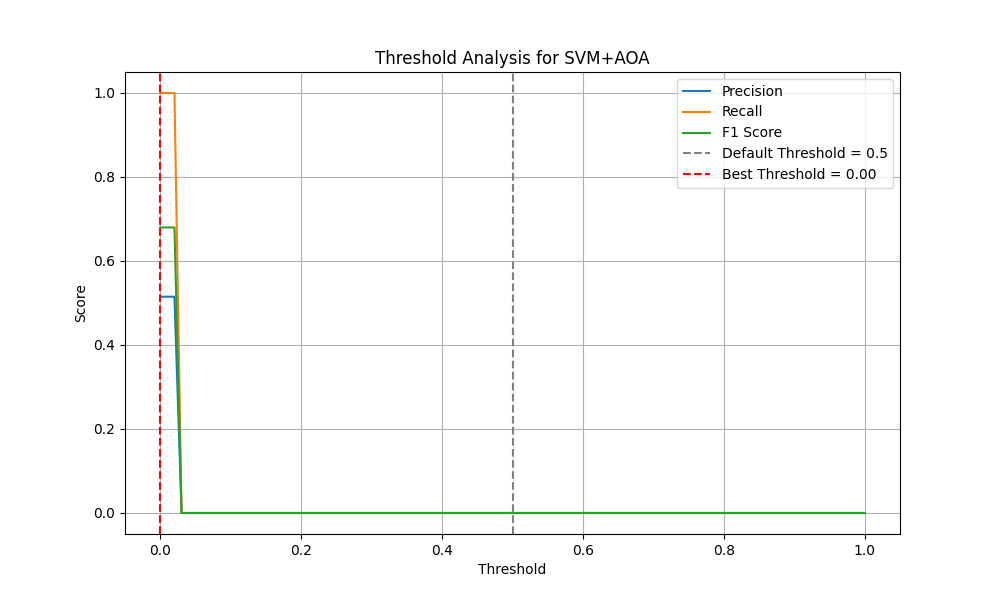 Threshold Analysis for SVM+AOA
Precision
Recall
F1 Score
Default Threshold = 0.5
Best Threshold = 0.00
Score
1.0
0.8
0.6
0.4
0.2
0.0
0.0 0.2 0.4 0.6 0.8 1.0
Threshold